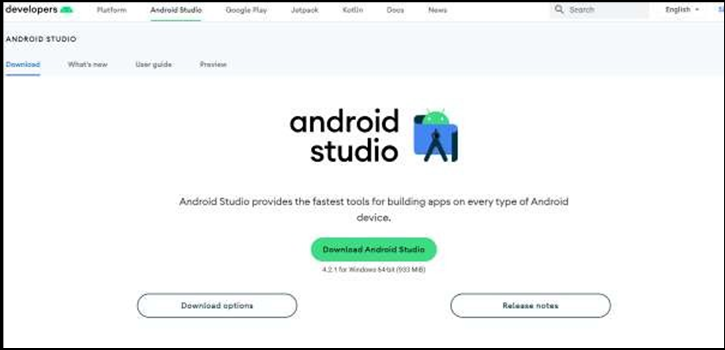 developers Platform Android Studio Google Play Jetpack Kotlin Docs News Search English
ANDROID STUDIO
Download What's new User guide Preview
android
studio
Android Studio provides the fastest tools for building apps on every type of Android
device.
Download Android Studio
4.2.1 for Windows 64-bit (933 MiB)
Download options Release notes